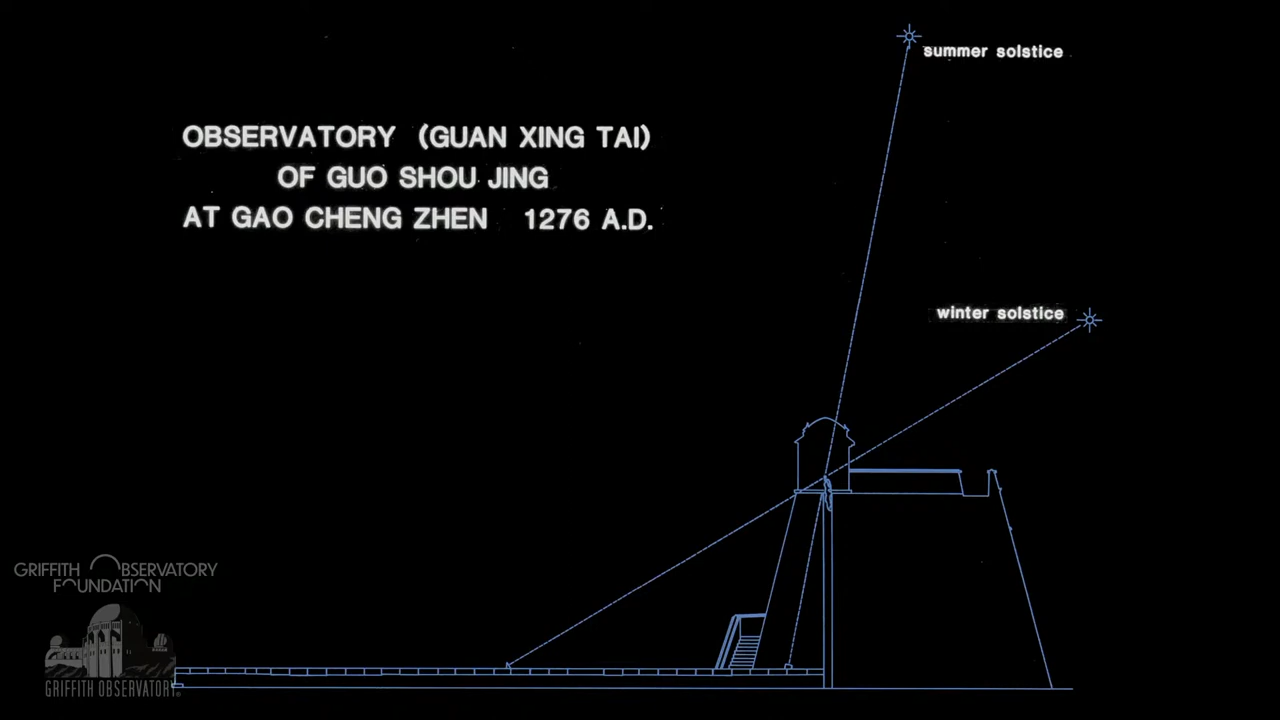 summer solstice
OBSERVATORY (GUAN XING TAI)
OF GUO SHOU JING
AT GAO CHENG ZHEN 1276 A.D.
winter solstice
GRIFFITH OBSERVATORY
FOUNDATION
GRIFFITH OBSERVATORY®